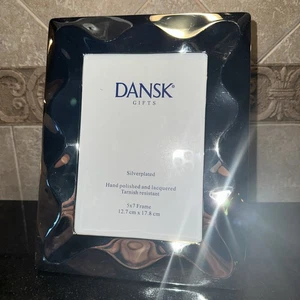 DANSK®
GIFTS
Silverplated
Hand polished and lacquered
Tarnish resistant
5x7 Frame
12.7 cm x 17.8 cm